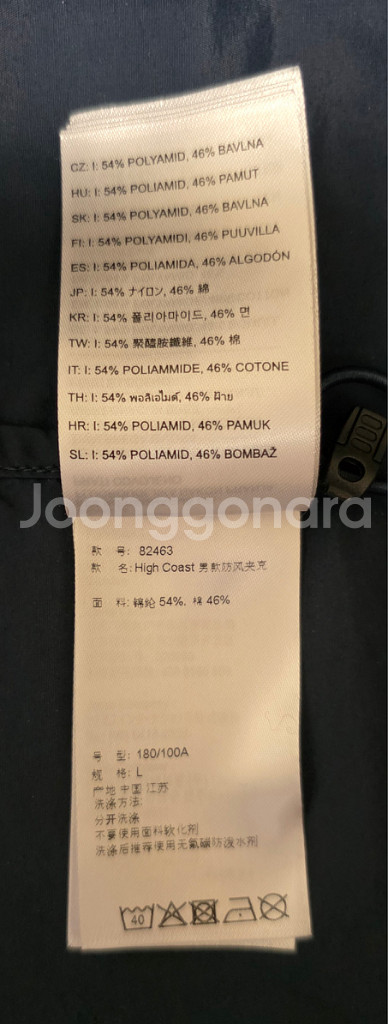 CZ: I: 54% POLYAMID, 46% BAVLNA
HU: I: 54% POLIAMID, 46% PAMUT
SK: I: 54% POLYAMID, 46% BAVLNA
FI: I: 54% POLYAMIDI, 46% PUUVILLA
ES: I: 54% POLIAMIDA, 46% ALGODÓN
JP: I: 54% ナイロン, 46% 綿
KR: I: 54% 폴리아마이드, 46% 면
TW: I: 54% 聚醯胺纖維, 46% 棉
IT: I: 54% POLIAMMIDE, 46% COTONE
TH: I: 54% พอลิเอไมด์, 46% ฝ้าย
HR: I: 54% POLIAMID, 46% PAMUK
SL: I: 54% POLIAMID, 46% BOMBAŽ
Joonggonara
款 号: 82463
款 名: High Coast 男款防风夹克
面 料: 锦纶 54%, 棉 46%
号 型: 180/100A
规 格: L
产地 中国 江苏
洗涤方法:
分开洗涤
不要使用面料软化剂
洗涤后推荐使用无氟碳防泼水剂
40